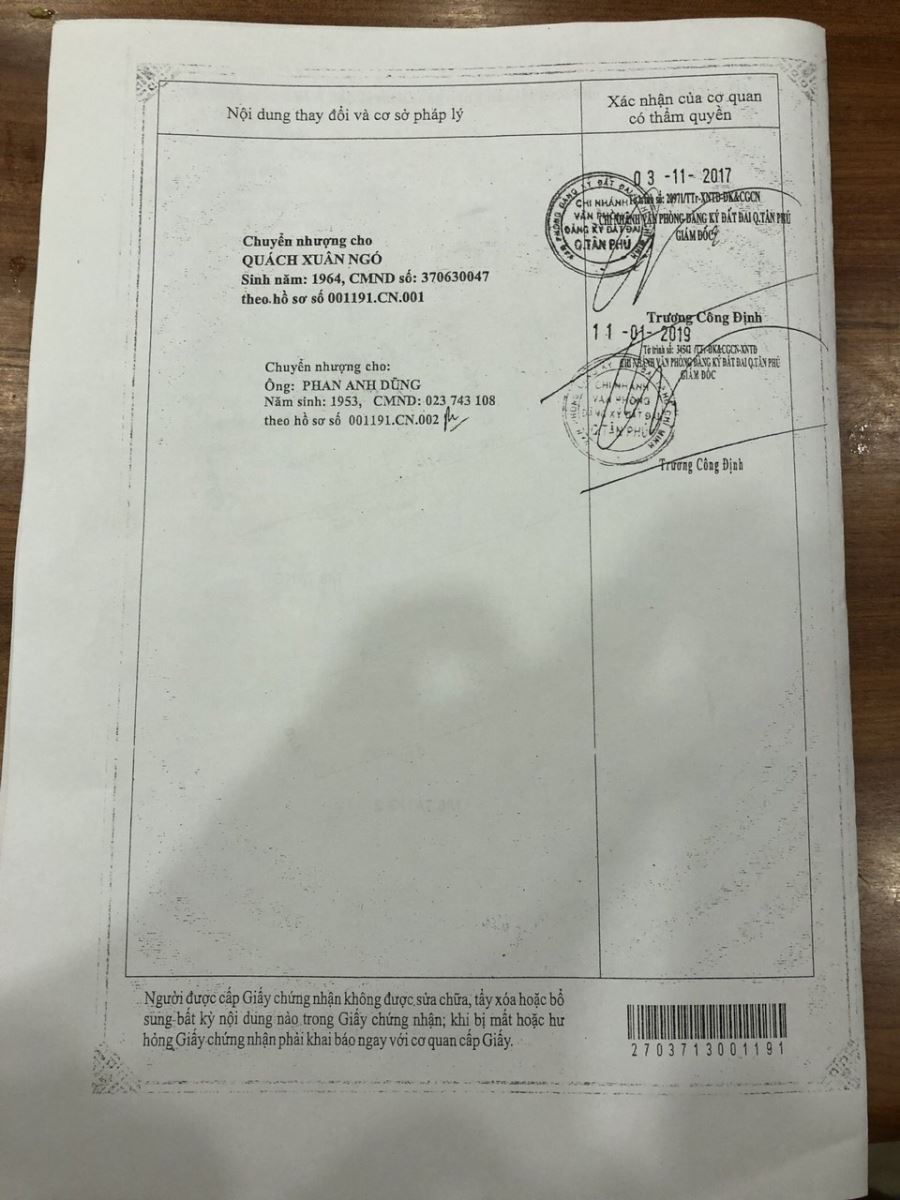 Nội dung thay đổi và cơ sở pháp lý
Xác nhận của cơ quan
có thẩm quyền
Chuyển nhượng cho
QUÁCH XUÂN NGÓ
Sinh năm: 1964, CMND số: 370630047
theo hồ sơ số 001191.CN.001
03 -11- 2017
Tờ trình số: 20971/TTr-XNTĐ-ĐK&CGCN
CHI NHÁNH VĂN PHÒNG ĐĂNG KÝ ĐẤT ĐAI Q.TÂN PHÚ
GIÁM ĐỐC
CHI NHÁNH
VĂN PHÒNG
ĐĂNG KÝ ĐẤT ĐAI
Q.TÂN PHÚ
Trương Công Định
Chuyển nhượng cho:
Ông: PHAN ANH DŨNG
Năm sinh: 1953, CMND: 023 743 108
theo hồ sơ số 001191.CN.002
11 -01- 2019
Tờ trình số: /TTr-ĐK&CGCN-XNTĐ
CHI NHÁNH VĂN PHÒNG ĐĂNG KÝ ĐẤT ĐAI Q.TÂN PHÚ
GIÁM ĐỐC
CHI NHÁNH
VĂN PHÒNG
ĐĂNG KÝ ĐẤT ĐAI
Q.TÂN PHÚ
Trương Công Định
Người được cấp Giấy chứng nhận không được sửa chữa, tẩy xóa hoặc bổ
sung bất kỳ nội dung nào trong Giấy chứng nhận; khi bị mất hoặc hư
hỏng Giấy chứng nhận phải khai báo ngay với cơ quan cấp Giấy.
2703713001191